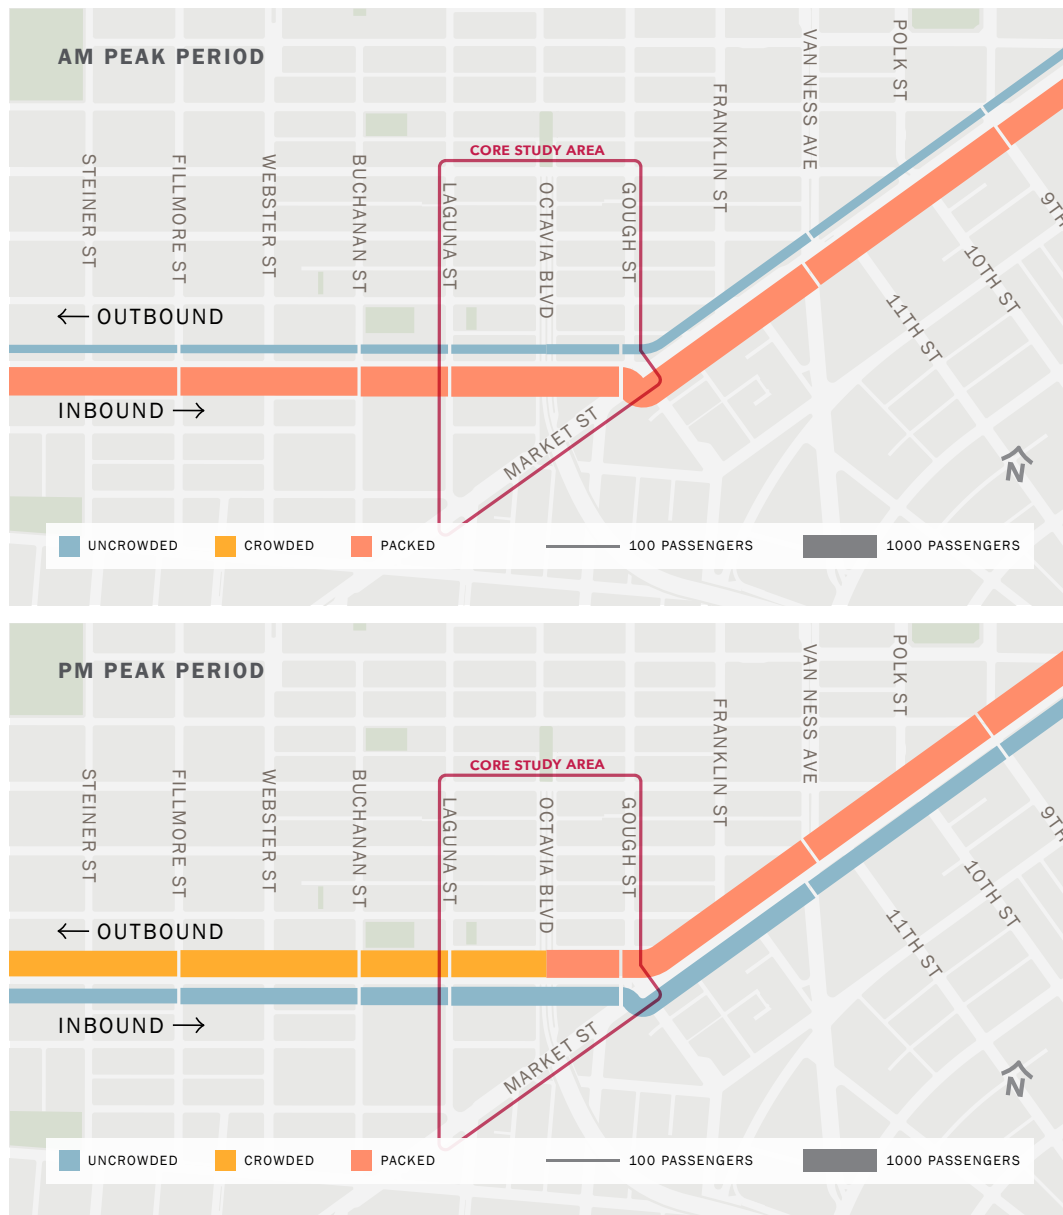 AM PEAK PERIOD
STEINER ST
FILLMORE ST
WEBSTER ST
BUCHANAN ST
CORE STUDY AREA
LAGUNA ST
OCTAVIA BLVD
GOUGH ST
FRANKLIN ST
VAN NESS AVE
POLK ST
9TH
10TH ST
11TH ST
← OUTBOUND
INBOUND →
MARKET ST
N
UNCROWDED
CROWDED
PACKED
100 PASSENGERS
1000 PASSENGERS
PM PEAK PERIOD
STEINER ST
FILLMORE ST
WEBSTER ST
BUCHANAN ST
CORE STUDY AREA
LAGUNA ST
OCTAVIA BLVD
GOUGH ST
FRANKLIN ST
VAN NESS AVE
POLK ST
9TH
10TH ST
11TH ST
← OUTBOUND
INBOUND →
MARKET ST
N
UNCROWDED
CROWDED
PACKED
100 PASSENGERS
1000 PASSENGERS